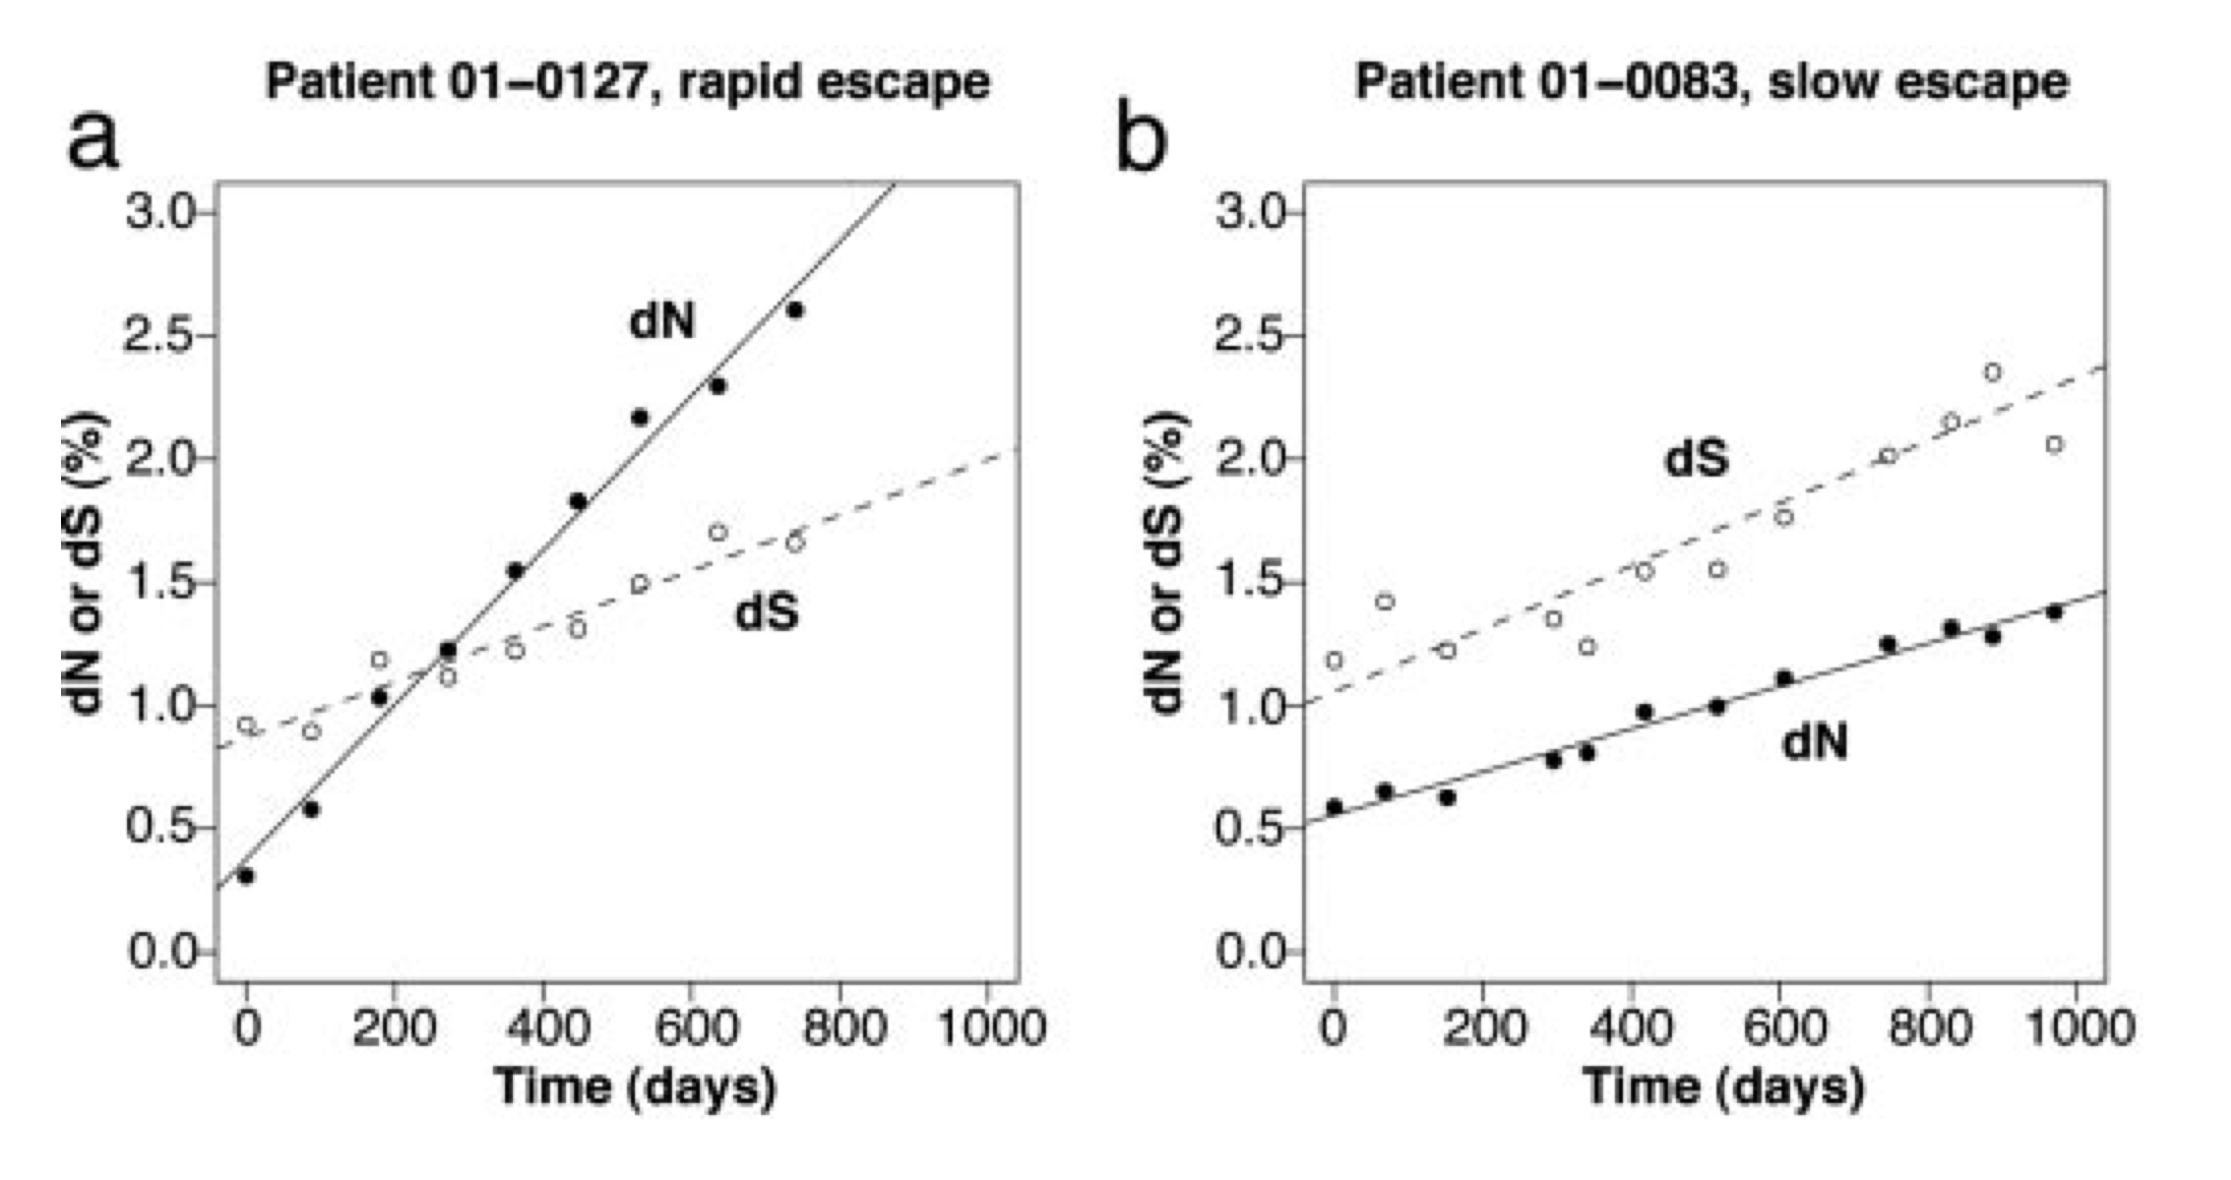 Patient 01–0127, rapid escape
a
3.0
2.5
2.0
1.5
1.0
0.5
0.0
dN or dS (%)
dN
dS
0 200 400 600 800 1000
Time (days)
Patient 01–0083, slow escape
b
3.0
2.5
2.0
1.5
1.0
0.5
0.0
dN or dS (%)
dS
dN
0 200 400 600 800 1000
Time (days)